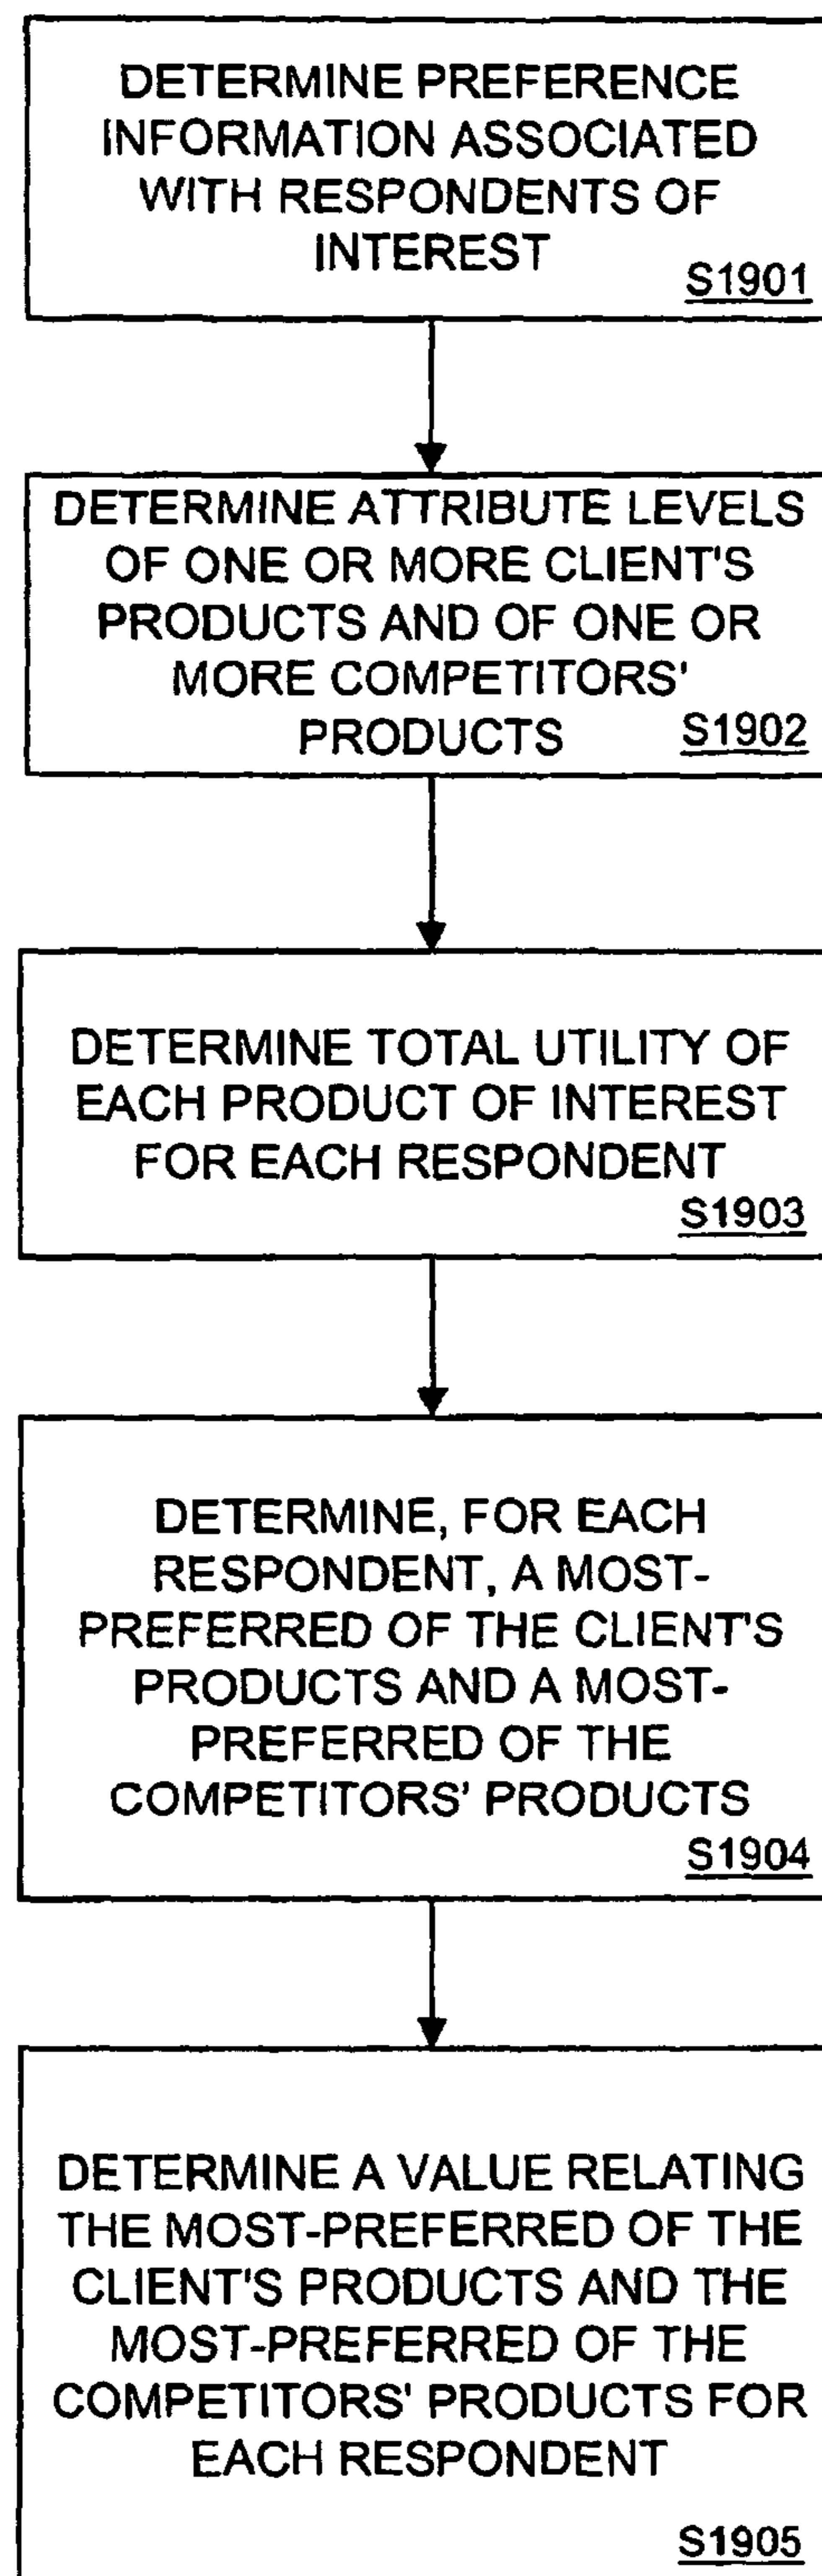 DETERMINE PREFERENCE
INFORMATION ASSOCIATED
WITH RESPONDENTS OF
INTEREST
S1901
DETERMINE ATTRIBUTE LEVELS
OF ONE OR MORE CLIENT'S
PRODUCTS AND OF ONE OR
MORE COMPETITORS'
PRODUCTS S1902
DETERMINE TOTAL UTILITY OF
EACH PRODUCT OF INTEREST
FOR EACH RESPONDENT
S1903
DETERMINE, FOR EACH
RESPONDENT, A MOST-
PREFERRED OF THE CLIENT'S
PRODUCTS AND A MOST-
PREFERRED OF THE
COMPETITORS' PRODUCTS
S1904
DETERMINE A VALUE RELATING
THE MOST-PREFERRED OF THE
CLIENT'S PRODUCTS AND THE
MOST-PREFERRED OF THE
COMPETITORS' PRODUCTS FOR
EACH RESPONDENT
S1905